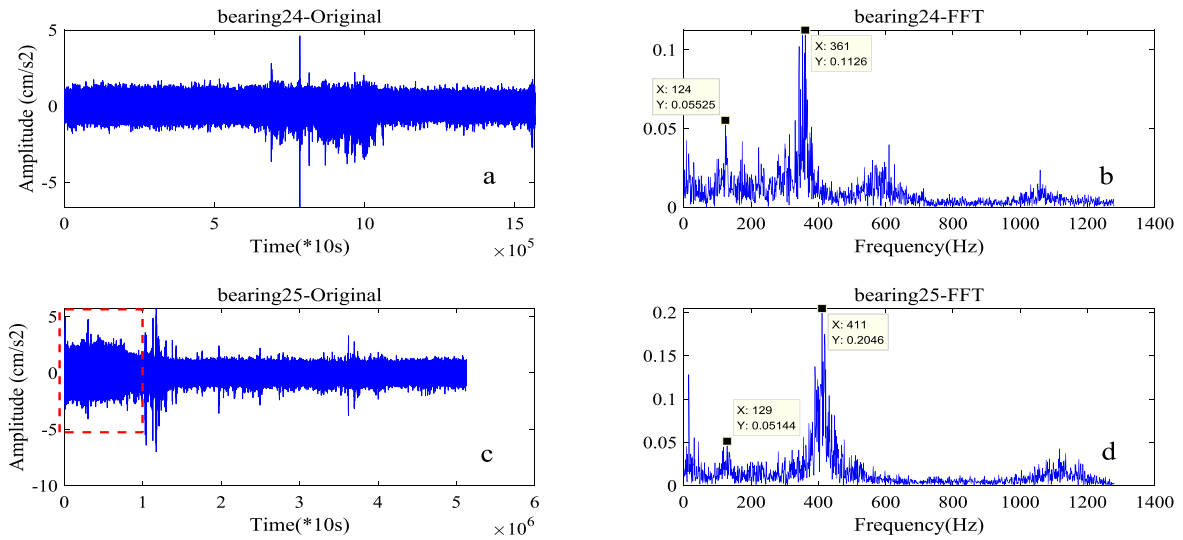 bearing24-Original
Amplitude (cm/s2)
5
0
-5
a
0
5
10
15
Time(*10s)
×10^5
bearing24-FFT
0.1
0.05
0
X: 361
Y: 0.1126
X: 124
Y: 0.05525
b
0
200
400
600
800
1000
1200
1400
Frequency(Hz)
bearing25-Original
Amplitude (cm/s2)
5
0
-5
-10
c
0
1
2
3
4
5
6
Time(*10s)
×10^6
bearing25-FFT
0.2
0.15
0.1
0.05
0
X: 411
Y: 0.2046
X: 129
Y: 0.05144
d
0
200
400
600
800
1000
1200
1400
Frequency(Hz)